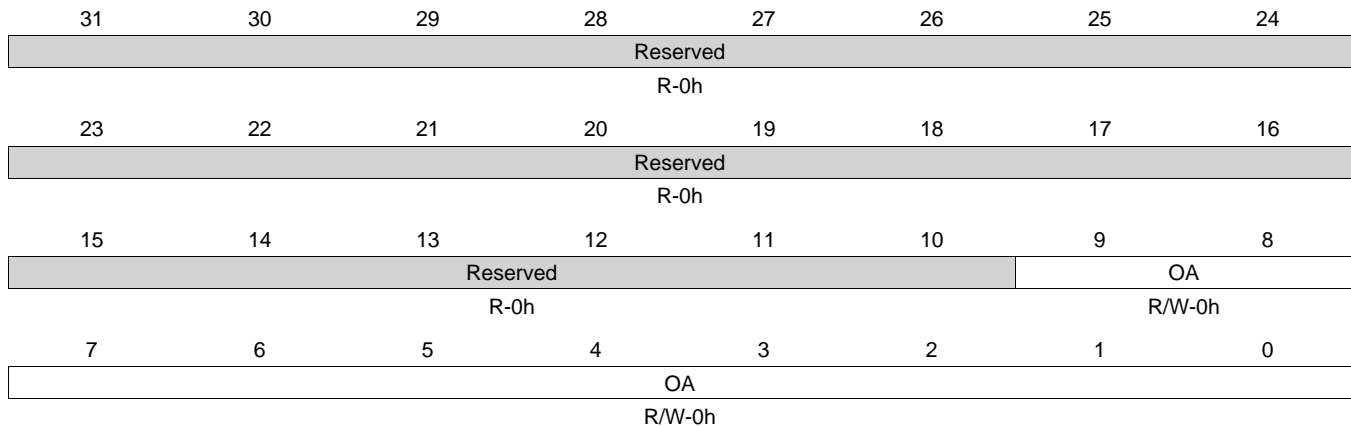 31 30 29 28 27 26 25 24
Reserved
R-0h
23 22 21 20 19 18 17 16
Reserved
R-0h
15 14 13 12 11 10 9 8
Reserved OA
R-0h R/W-0h
7 6 5 4 3 2 1 0
OA
R/W-0h